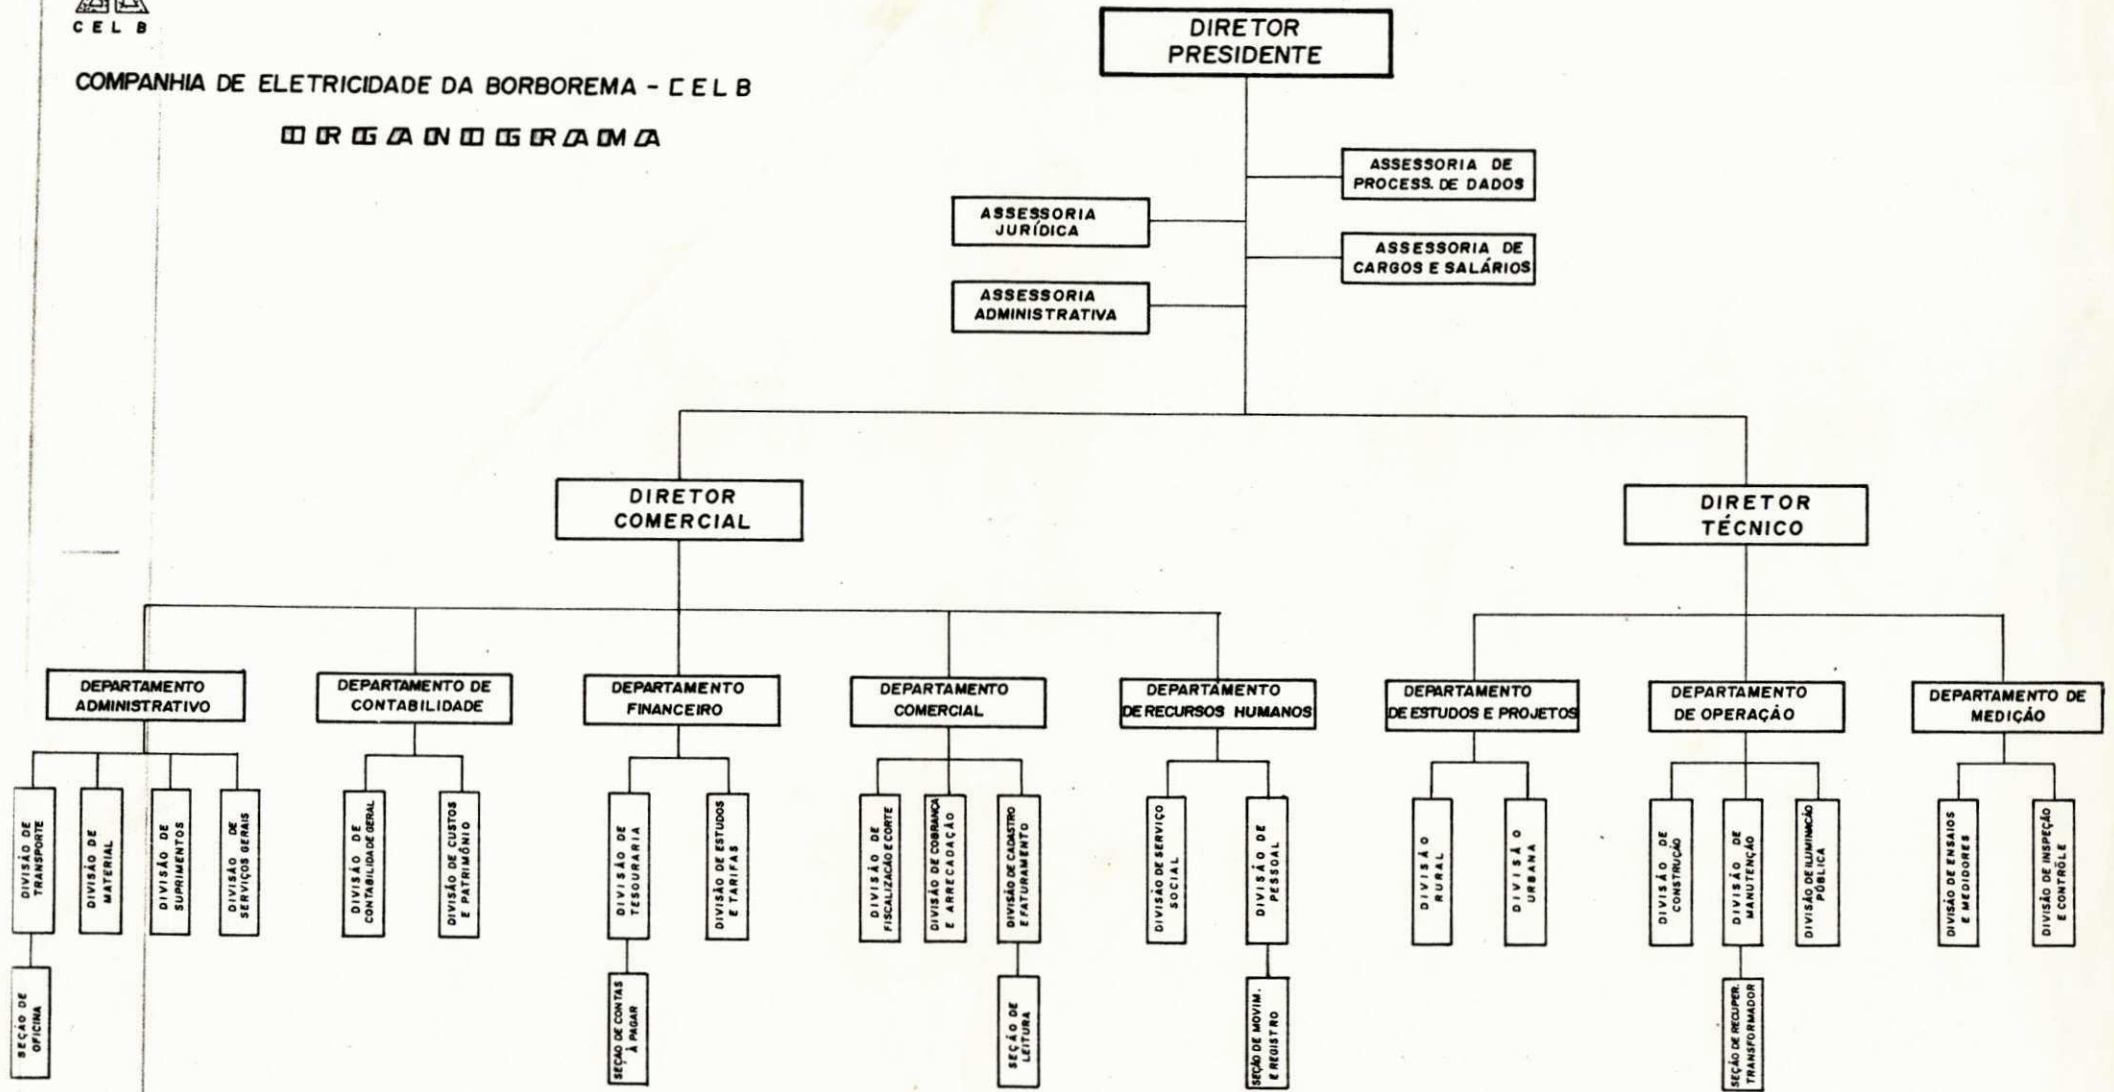 CELB
COMPANHIA DE ELETRICIDADE DA BORBOREMA - CELB
ORGANOGRAMA
DIRETOR
PRESIDENTE
ASSESSORIA DE
PROCESS. DE DADOS
ASSESSORIA
JURÍDICA
ASSESSORIA DE
CARGOS E SALÁRIOS
ASSESSORIA
ADMINISTRATIVA
DIRETOR
COMERCIAL
DIRETOR
TÉCNICO
DEPARTAMENTO
ADMINISTRATIVO
DEPARTAMENTO DE
CONTABILIDADE
DEPARTAMENTO
FINANCEIRO
DEPARTAMENTO
COMERCIAL
DEPARTAMENTO
DE RECURSOS HUMANOS
DEPARTAMENTO
DE ESTUDOS E PROJETOS
DEPARTAMENTO
DE OPERAÇÃO
DEPARTAMENTO DE
MEDIÇÃO
DIVISÃO DE
TRANSPORTE
DIVISÃO DE
MATERIAL
DIVISÃO DE
SUPRIMENTOS
DIVISÃO DE
SERVIÇOS GERAIS
DIVISÃO DE
CONTABILIDADE GERAL
DIVISÃO DE CUSTOS
E PATRIMÔNIO
DIVISÃO DE
TESOURARIA
DIVISÃO DE ESTUDOS
E TARIFAS
DIVISÃO DE
FISCALIZAÇÃO E CORTE
DIVISÃO DE COBRANÇA
E ARRECADAÇÃO
DIVISÃO DE CADASTRO
E FATURAMENTO
DIVISÃO DE SERVIÇO
SOCIAL
DIVISÃO DE
PESSOAL
DIVISÃO
RURAL
DIVISÃO
URBANA
DIVISÃO DE
CONSTRUÇÃO
DIVISÃO DE
MANUTENÇÃO
DIVISÃO DE ILUMINACÃO
PÚBLICA
DIVISÃO DE ENSAIOS
E MEDIDORES
DIVISÃO DE INSPEÇÃO
E CONTRÔLE
SEÇÃO DE
OFICINA
SEÇÃO DE CONTAS
À PAGAR
SEÇÃO DE
LEITURA
SEÇÃO DE MOVIM.
E REGISTRO
SEÇÃO DE RECUPER.
TRANSFORMADOR